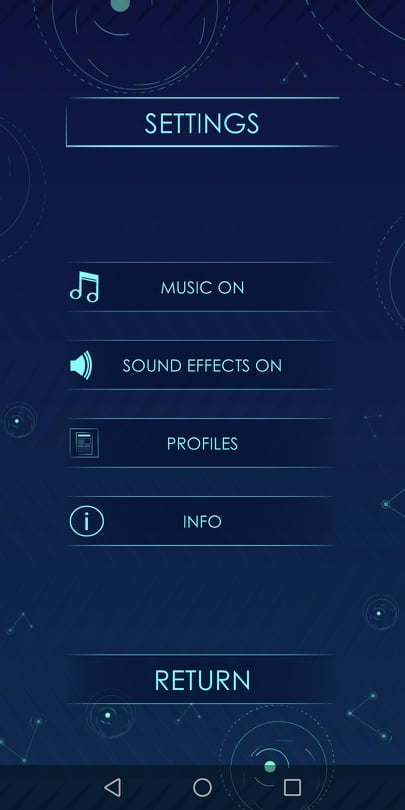 SETTINGS
MUSIC ON
SOUND EFFECTS ON
PROFILES
INFO
RETURN